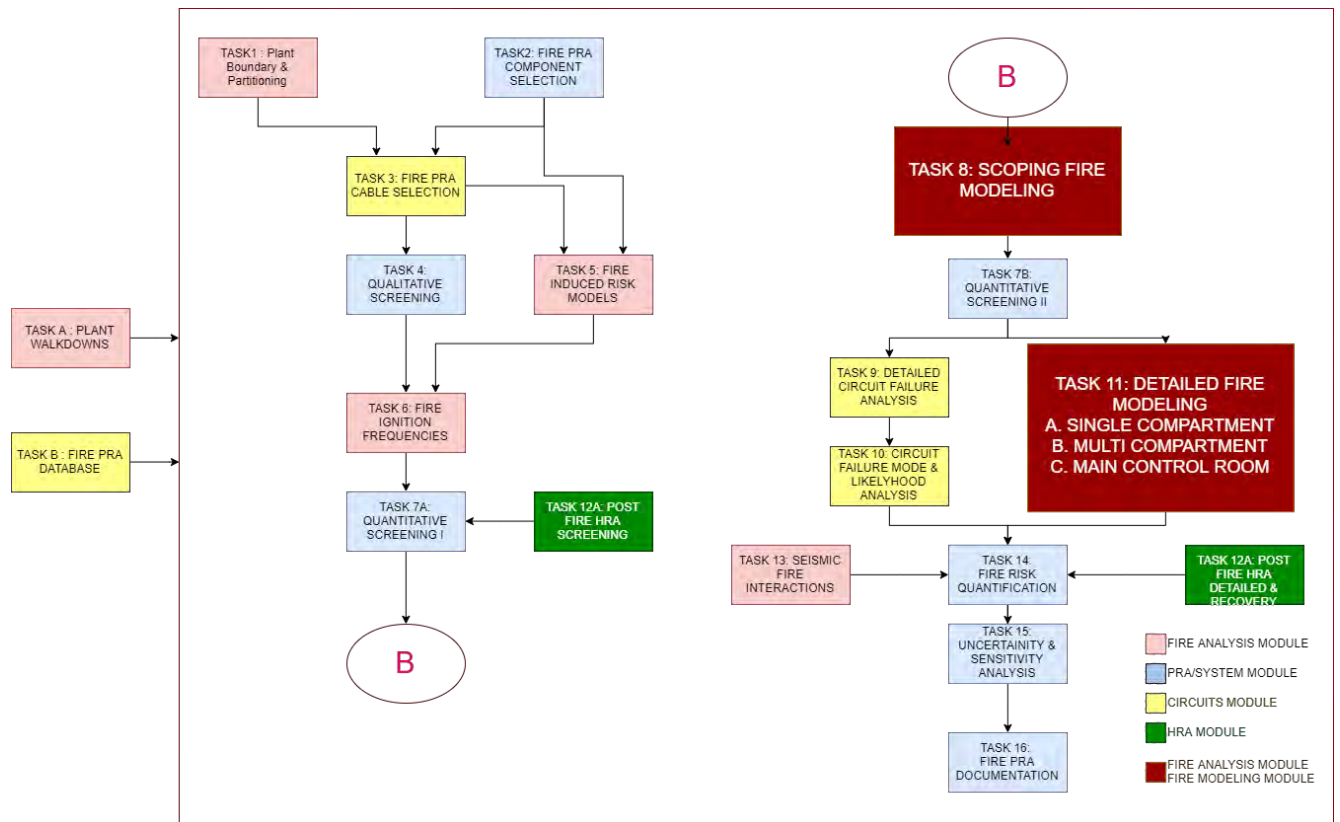 TASK1 : Plant
Boundary &
Partitioning
TASK2: FIRE PRA
COMPONENT
SELECTION
TASK 3: FIRE PRA
CABLE SELECTION
TASK 4:
QUALITATIVE
SCREENING
TASK 5: FIRE
INDUCED RISK
MODELS
TASK A : PLANT
WALKDOWNS
TASK B : FIRE PRA
DATABASE
TASK 6: FIRE
IGNITION
FREQUENCIES
TASK 7A:
QUANTITATIVE
SCREENING I
TASK 12A: POST
FIRE HRA
SCREENING
B
B
TASK 8: SCOPING FIRE
MODELING
TASK 7B:
QUANTITATIVE
SCREENING II
TASK 9: DETAILED
CIRCUIT FAILURE
ANALYSIS
TASK 10: CIRCUIT
FAILURE MODE &
LIKELYHOOD
ANALYSIS
TASK 11: DETAILED FIRE
MODELING
A. SINGLE COMPARTMENT
B. MULTI COMPARTMENT
C. MAIN CONTROL ROOM
TASK 13: SEISMIC
FIRE
INTERACTIONS
TASK 14:
FIRE RISK
QUANTIFICATION
TASK 12A: POST
FIRE HRA
DETAILED &
RECOVERY
TASK 15:
UNCERTAINITY &
SENSITIVITY
ANALYSIS
TASK 16:
FIRE PRA
DOCUMENTATION
FIRE ANALYSIS MODULE
PRA/SYSTEM MODULE
CIRCUITS MODULE
HRA MODULE
FIRE ANALYSIS MODULE
FIRE MODELING MODULE